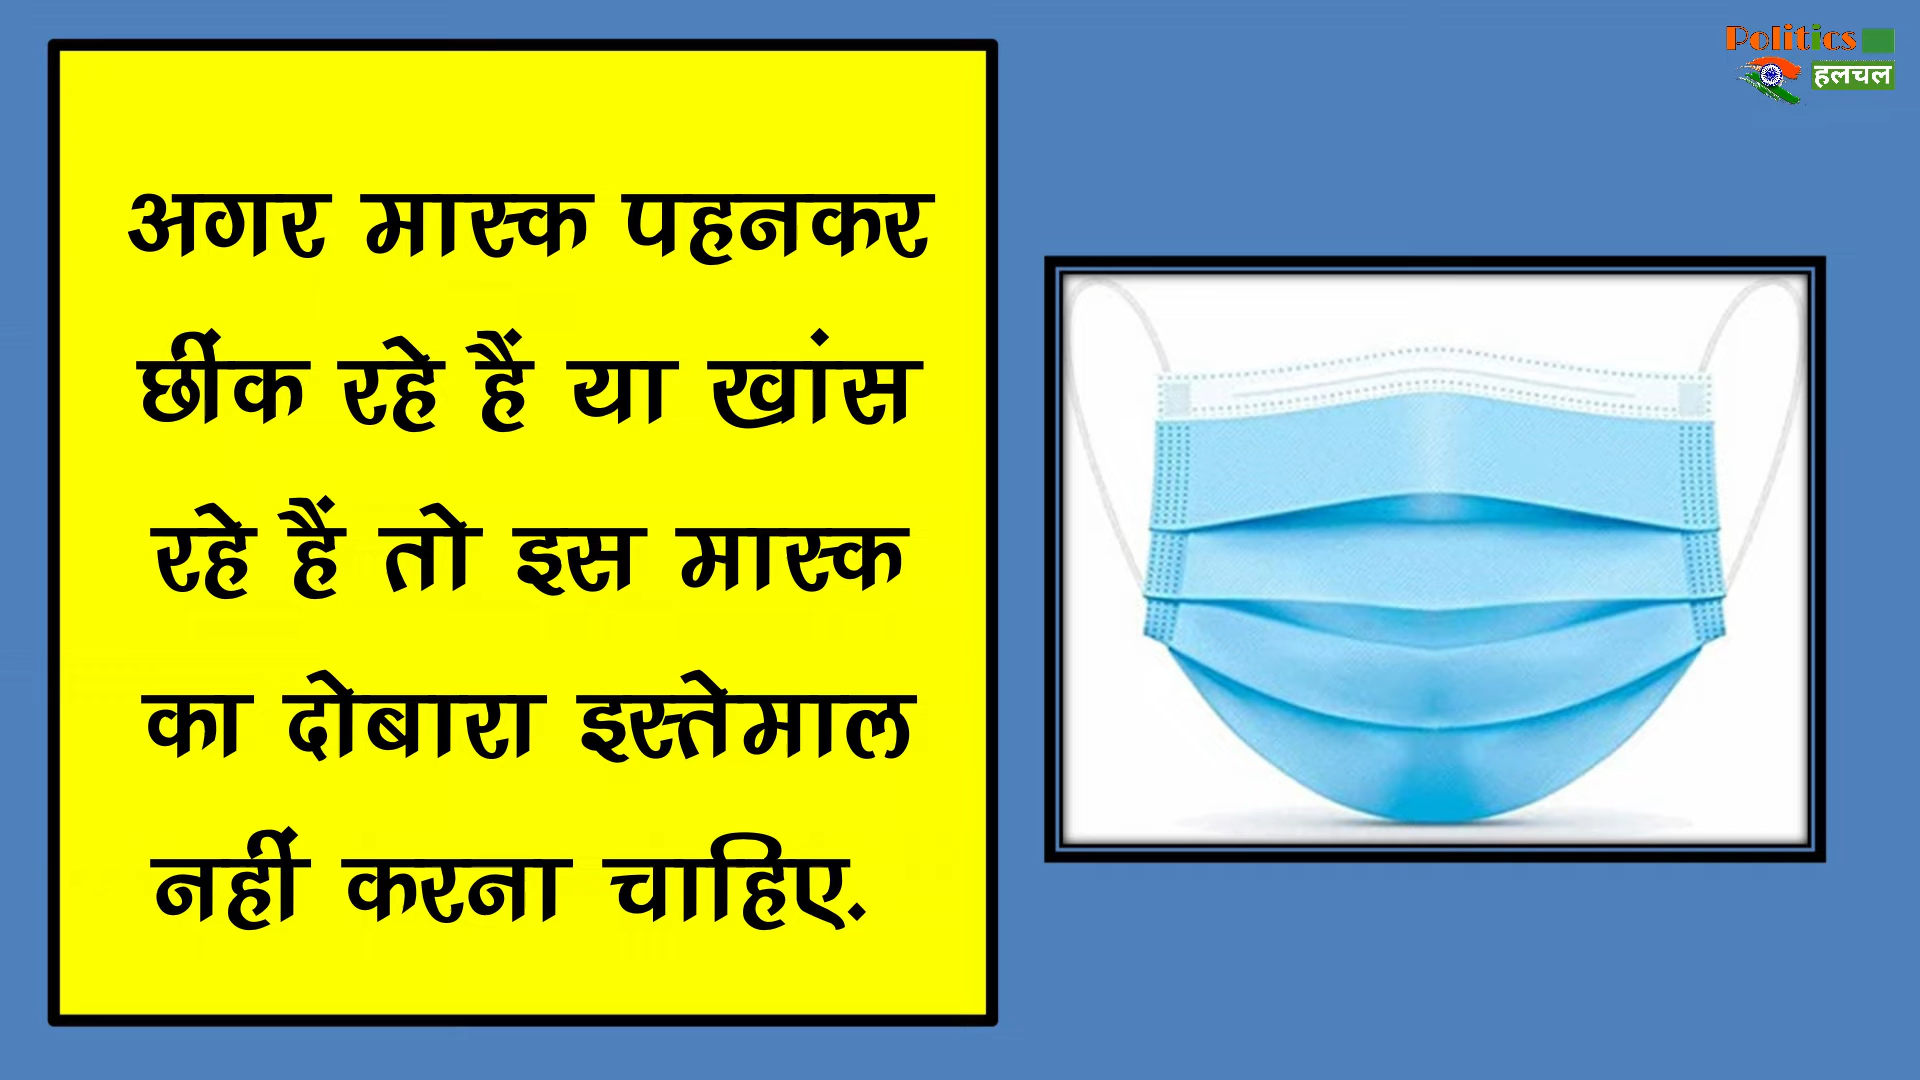 Politics
हलचल
अगर मास्क पहनकर
छींक रहे हैं या खांस
रहे हैं तो इस मास्क
का दोबारा इस्तेमाल
नहीं करना चाहिए.